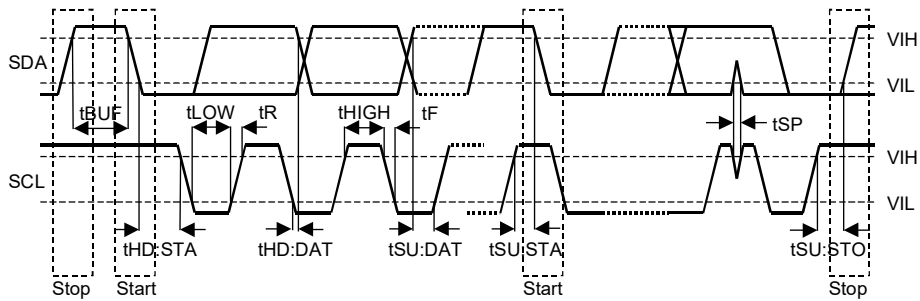 VIH
SDA
VIL
tBUF
tLOW
tR
tHIGH
tF
tSP
VIH
SCL
VIL
tHD:STA
tHD:DAT
tSU:DAT
tSU:STA
tSU:STO
Stop
Start
Start
Stop